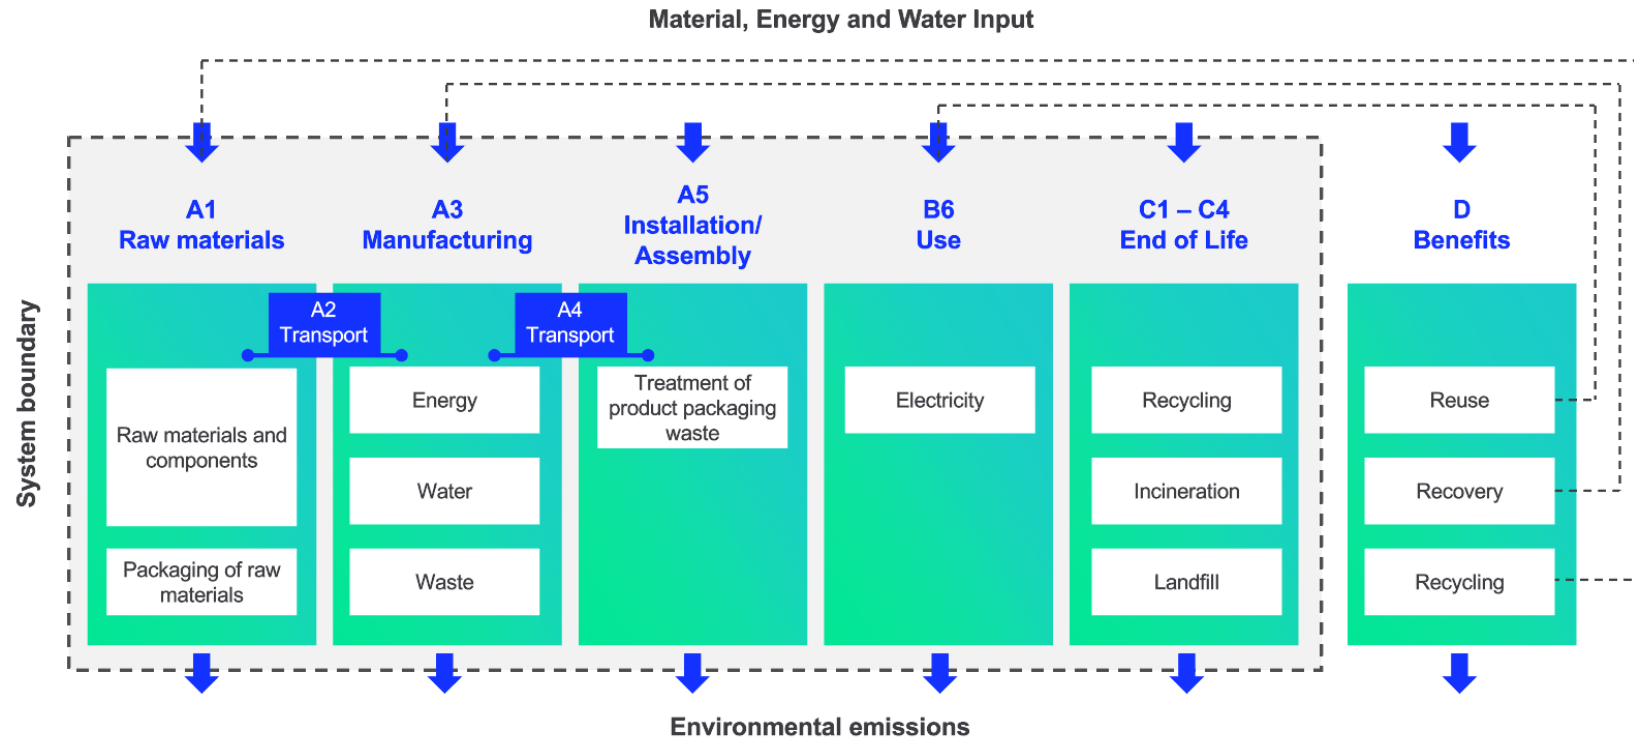 Material, Energy and Water Input
System boundary
A1
Raw materials
A3
Manufacturing
A5
Installation/
Assembly
B6
Use
C1 – C4
End of Life
D
Benefits
A2
Transport
A4
Transport
Raw materials and
components
Packaging of raw
materials
Energy
Water
Waste
Treatment of
product packaging
waste
Electricity
Recycling
Incineration
Landfill
Reuse
Recovery
Recycling
Environmental emissions